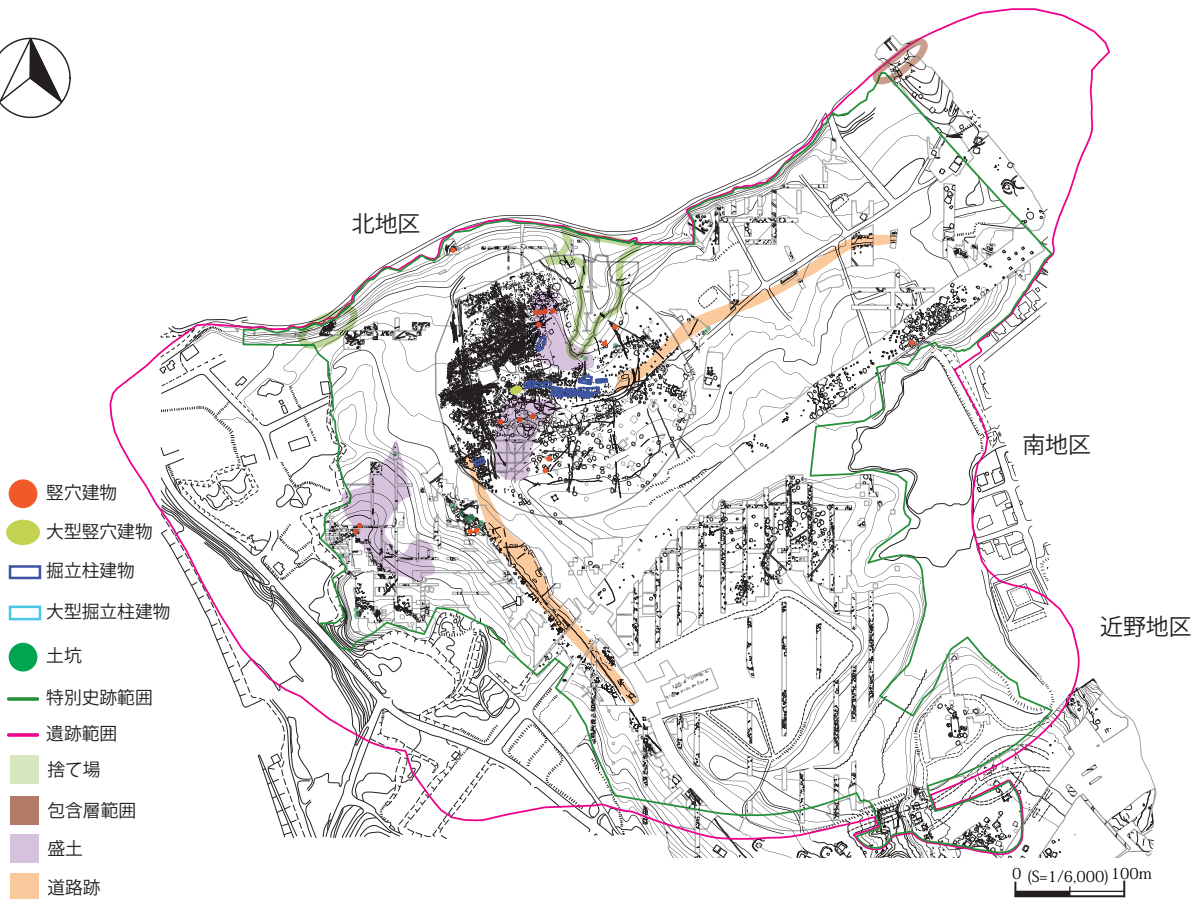 北地区
南地区
近野地区
竪穴建物
大型竪穴建物
掘立柱建物
大型掘立柱建物
土坑
特別史跡範囲
遺跡範囲
捨て場
包含層範囲
盛土
道路跡
0 (S=1/6,000) 100m